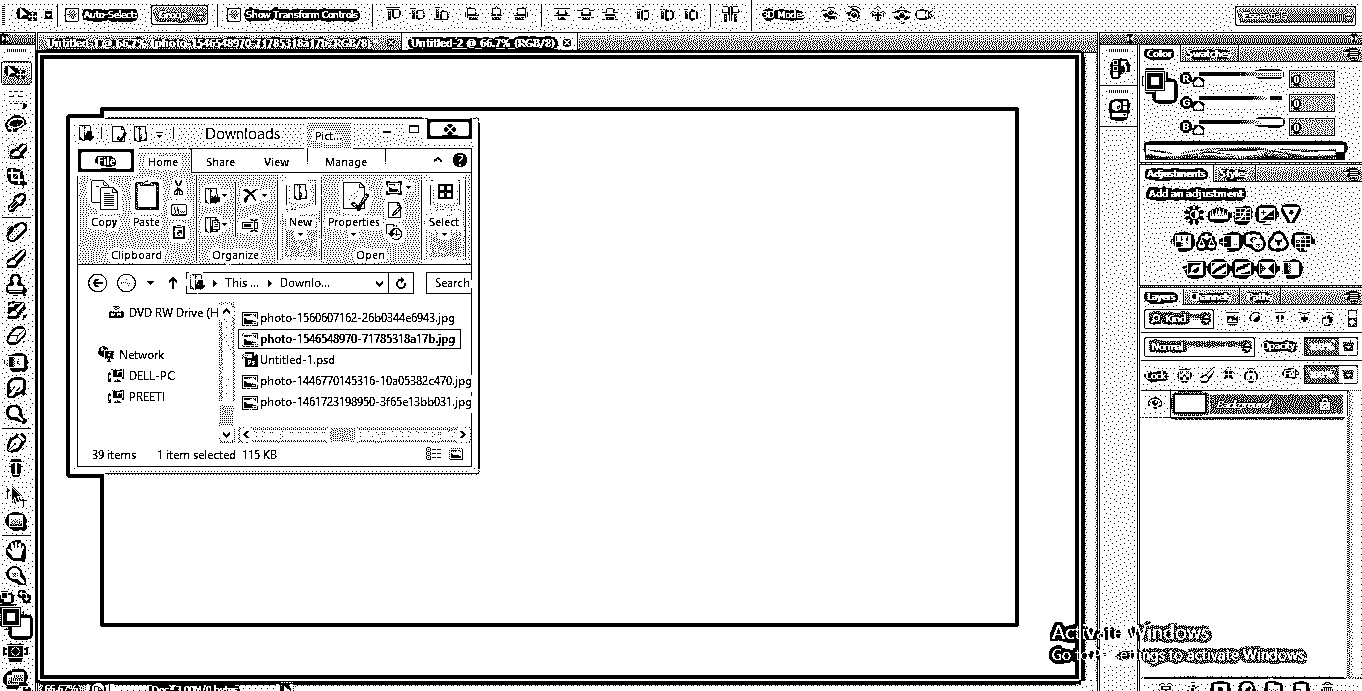 Auto-Select: Group Show Transform Controls 3D Mode: Essentials
Untitled-1 @ 66.7% (photo-1546548970-71785318a17b, RGB/8) Untitled-2 @ 66.7% (RGB/8)
Color Swatches
R 0
G 0
B 0
Adjustments Styles
Add an adjustment
Layers Channels Paths
Kind
Normal Opacity:
Lock:
Background
Downloads Pict...
File Home Share View Manage
Copy Paste New Properties Select
Clipboard Organize Open
This ... Downlo... Search
DVD RW Drive (H
Network
DELL-PC
PREETI
photo-1560607162-26b0344e6943.jpg
photo-1546548970-71785318a17b.jpg
Untitled-1.psd
photo-1446770145316-10a05382c470.jpg
photo-1461723198950-3f65e13bb031.jpg
39 items 1 item selected 115 KB
Activate Windows
Go to Settings to activate Windows.
66.67% Doc: 3.00M/0 bytes